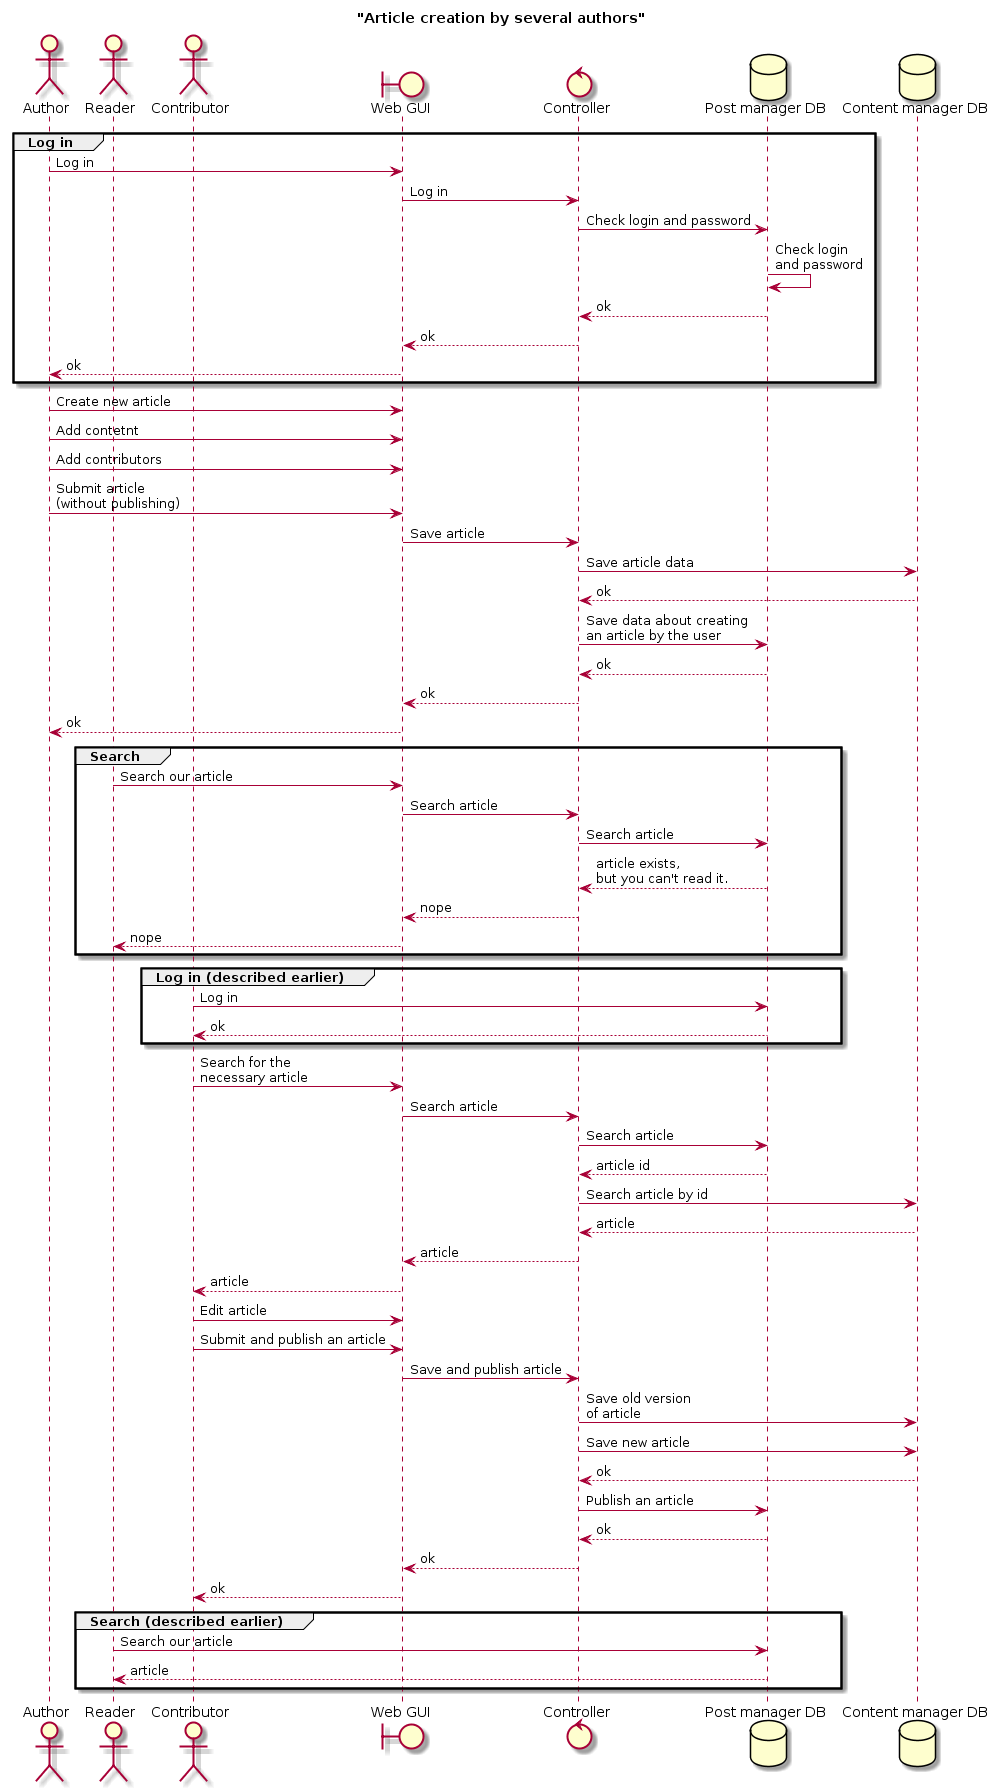 "Article creation by several authors"
Author Reader Contributor Web GUI Controller Post manager DB Content manager DB
Log in
Log in
Log in
Check login and password
Check login
and password
ok
ok
ok
Create new article
Add contetnt
Add contributors
Submit article
(without publishing)
Save article
Save article data
ok
Save data about creating
an article by the user
ok
ok
ok
Search
Search our article
Search article
Search article
article exists,
but you can't read it.
nope
nope
Log in (described earlier)
Log in
ok
Search for the
necessary article
Search article
Search article
article id
Search article by id
article
article
article
Edit article
Submit and publish an article
Save and publish article
Save old version
of article
Save new article
ok
Publish an article
ok
ok
ok
Search (described earlier)
Search our article
article
Author Reader Contributor Web GUI Controller Post manager DB Content manager DB